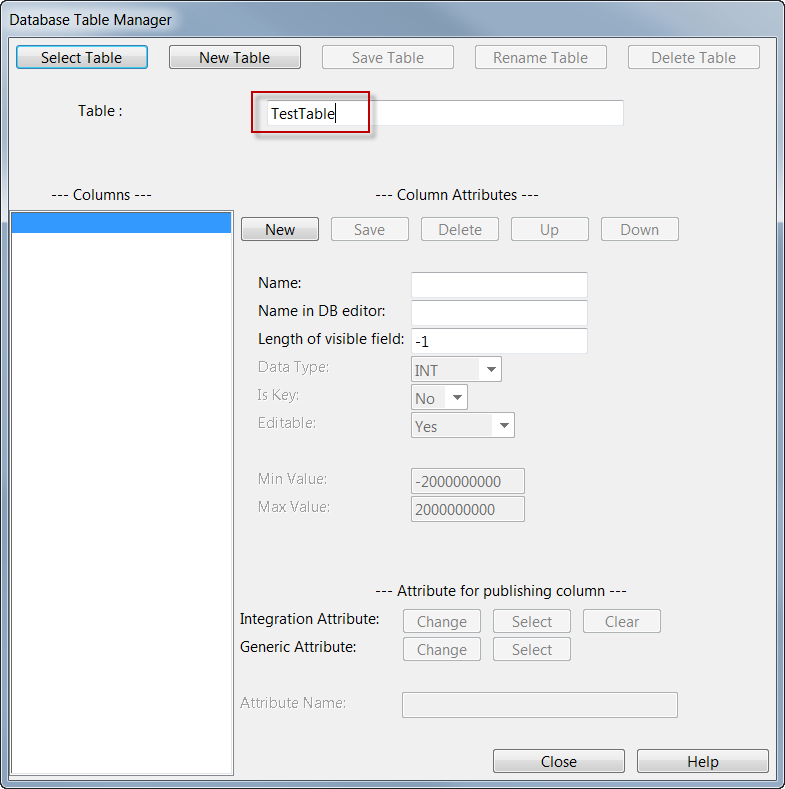 Database Table Manager
Select Table New Table Save Table Rename Table Delete Table
Table : TestTable
--- Columns --- --- Column Attributes ---
New Save Delete Up Down
Name:
Name in DB editor:
Length of visible field: -1
Data Type: INT
Is Key: No
Editable: Yes
Min Value: -2000000000
Max Value: 2000000000
--- Attribute for publishing column ---
Integration Attribute: Change Select Clear
Generic Attribute: Change Select
Attribute Name:
Close Help